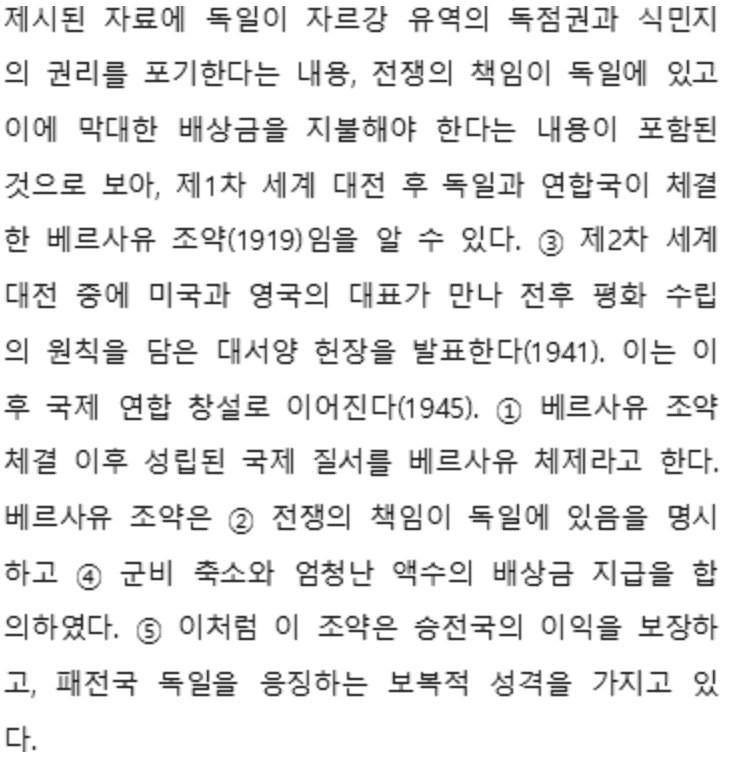 제시된 자료에 독일이 자르강 유역의 독점권과 식민지
의 권리를 포기한다는 내용, 전쟁의 책임이 독일에 있고
이에 막대한 배상금을 지불해야 한다는 내용이 포함된
것으로 보아, 제1차 세계 대전 후 독일과 연합국이 체결
한 베르사유 조약(1919)임을 알 수 있다. ③ 제2차 세계
대전 중에 미국과 영국의 대표가 만나 전후 평화 수립
의 원칙을 담은 대서양 헌장을 발표한다(1941). 이는 이
후 국제 연합 창설로 이어진다(1945). ① 베르사유 조약
체결 이후 성립된 국제 질서를 베르사유 체제라고 한다.
베르사유 조약은 ② 전쟁의 책임이 독일에 있음을 명시
하고 ④ 군비 축소와 엄청난 액수의 배상금 지급을 합
의하였다. ⑤ 이처럼 이 조약은 승전국의 이익을 보장하
고, 패전국 독일을 응징하는 보복적 성격을 가지고 있
다.